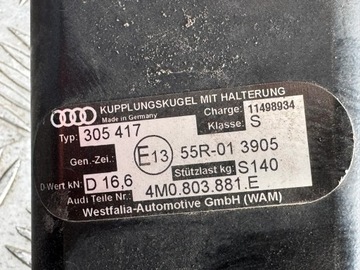 KUPPLUNGSKUGEL MIT HALTERUNG
Made in Germany Charge: 11498934
Typ: 305 417 Klasse: S
Gen.-Zei.: E13 55R-01 3905
D-Wert kN: D 16,6 Stützlast kg: S140
Audi Teile Nr.: 4M0.803.881.E
Westfalia-Automotive GmbH (WAM)